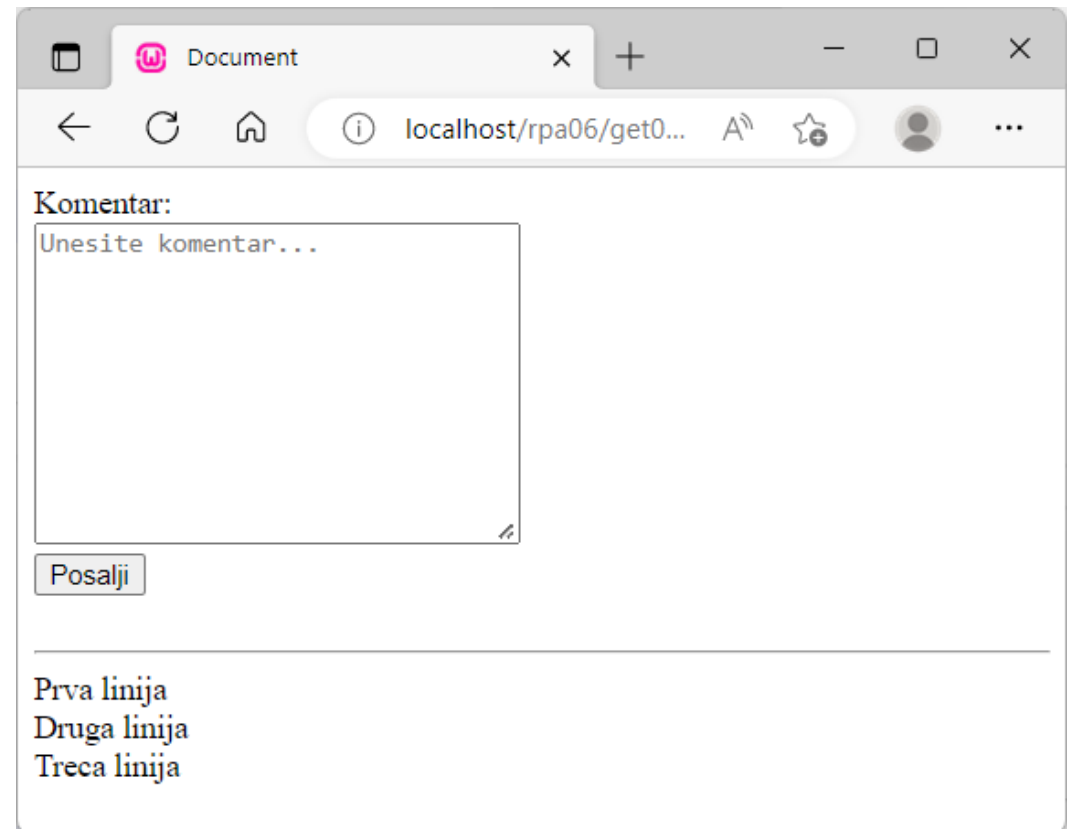 Document
localhost/rpa06/get0...
Komentar:
Unesite komentar...
Posalji
Prva linija
Druga linija
Treca linija